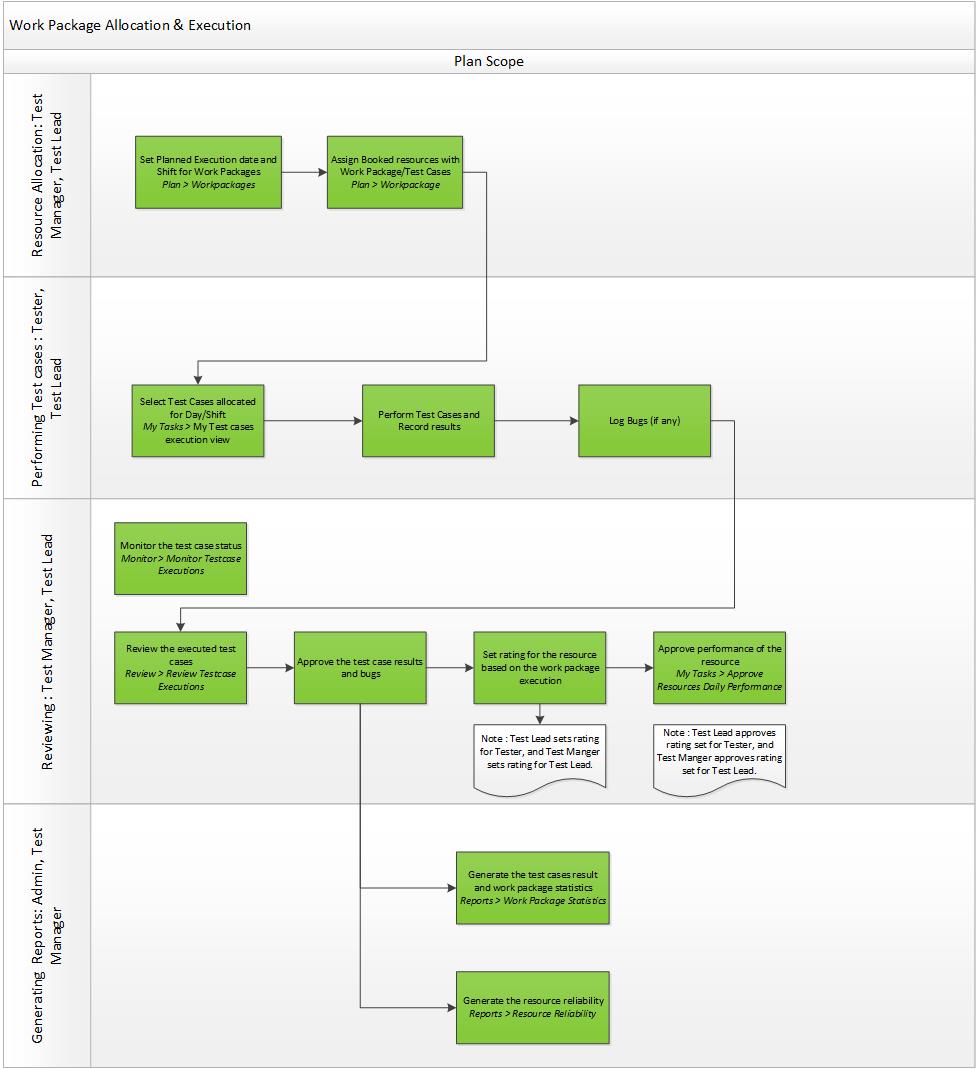 Work Package Allocation & Execution
Plan Scope
Resource Allocation: Test
Manager, Test Lead
Set Planned Execution date and
Shift for Work Packages
Plan > Workpackages
Assign Booked resources with
Work Package/Test Cases
Plan > Workpackage
Performing Test cases : Tester,
Test Lead
Select Test Cases allocated
for Day/Shift
My Tasks > My Test cases
execution view
Perform Test Cases and
Record results
Log Bugs (if any)
Reviewing : Test Manager, Test Lead
Monitor the test case status
Monitor > Monitor Testcase
Executions
Review the executed test
cases
Review > Review Testcase
Executions
Approve the test case results
and bugs
Set rating for the resource
based on the work package
execution
Approve performance of the
resource
My Tasks > Approve
Resources Daily Performance
Note : Test Lead sets rating
for Tester, and Test Manger
sets rating for Test Lead.
Note : Test Lead approves
rating set for Tester, and
Test Manger approves rating
set for Test Lead.
Generating Reports: Admin, Test
Manager
Generate the test cases result
and work package statistics
Reports > Work Package Statistics
Generate the resource reliability
Reports > Resource Reliability